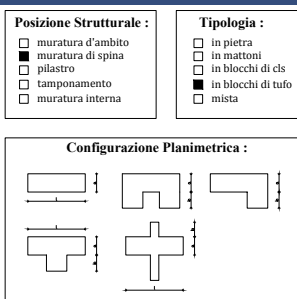 Posizione Strutturale :
muratura d'ambito
muratura di spina
pilastro
tamponamento
muratura interna
Tipologia :
in pietra
in mattoni
in blocchi di cls
in blocchi di tufo
mista
Configurazione Planimetrica :